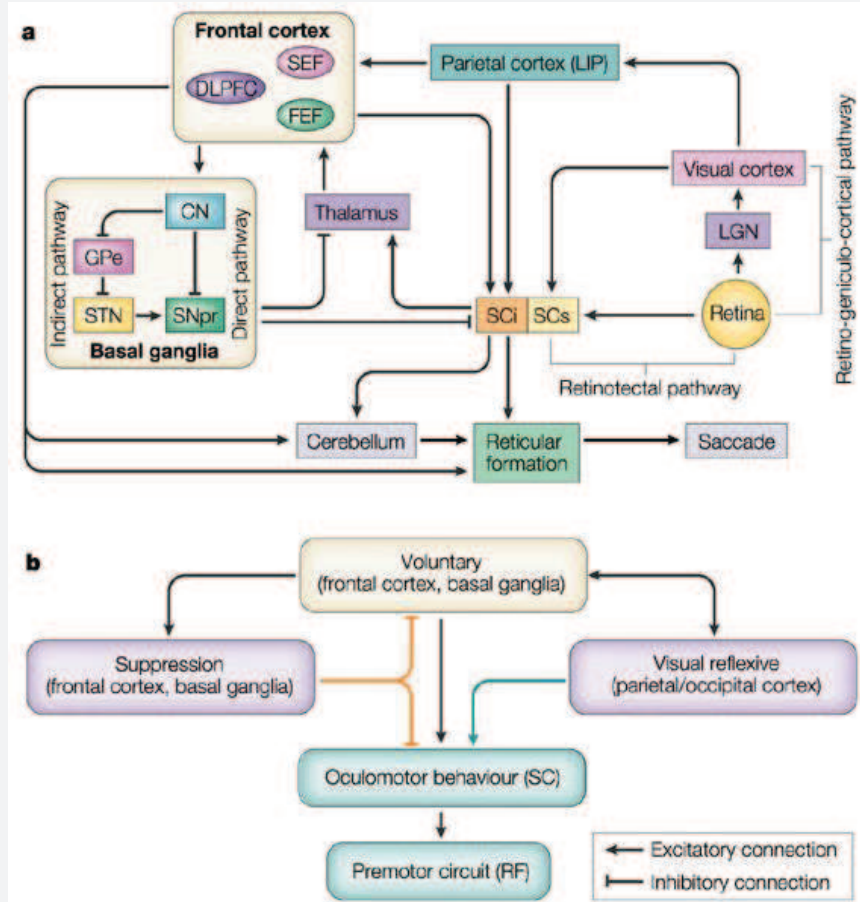 a
Frontal cortex
SEF
DLPFC
FEF
Parietal cortex (LIP)
Visual cortex
LGN
Retina
Retino-geniculo-cortical pathway
Thalamus
Indirect pathway
CN
GPe
STN
SNpr
Direct pathway
Basal ganglia
SCi
SCs
Retinotectal pathway
Cerebellum
Reticular
formation
Saccade
b
Voluntary
(frontal cortex, basal ganglia)
Suppression
(frontal cortex, basal ganglia)
Visual reflexive
(parietal/occipital cortex)
Oculomotor behaviour (SC)
Premotor circuit (RF)
Excitatory connection
Inhibitory connection